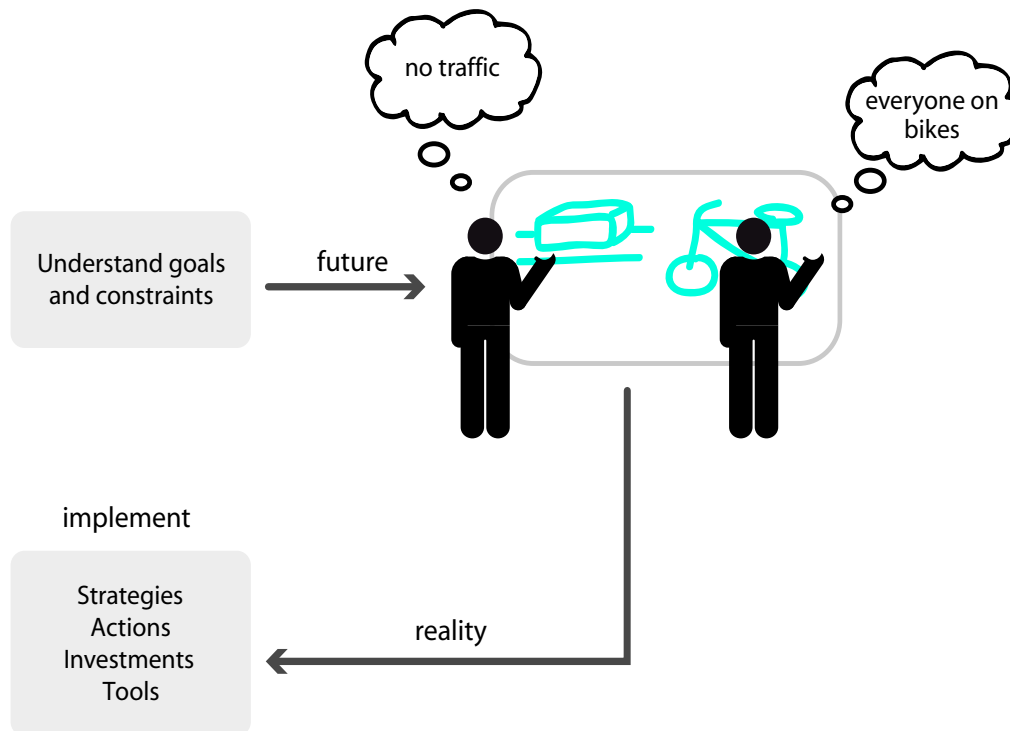 no traffic
everyone on
bikes
Understand goals
and constraints
future
implement
Strategies
Actions
Investments
Tools
reality